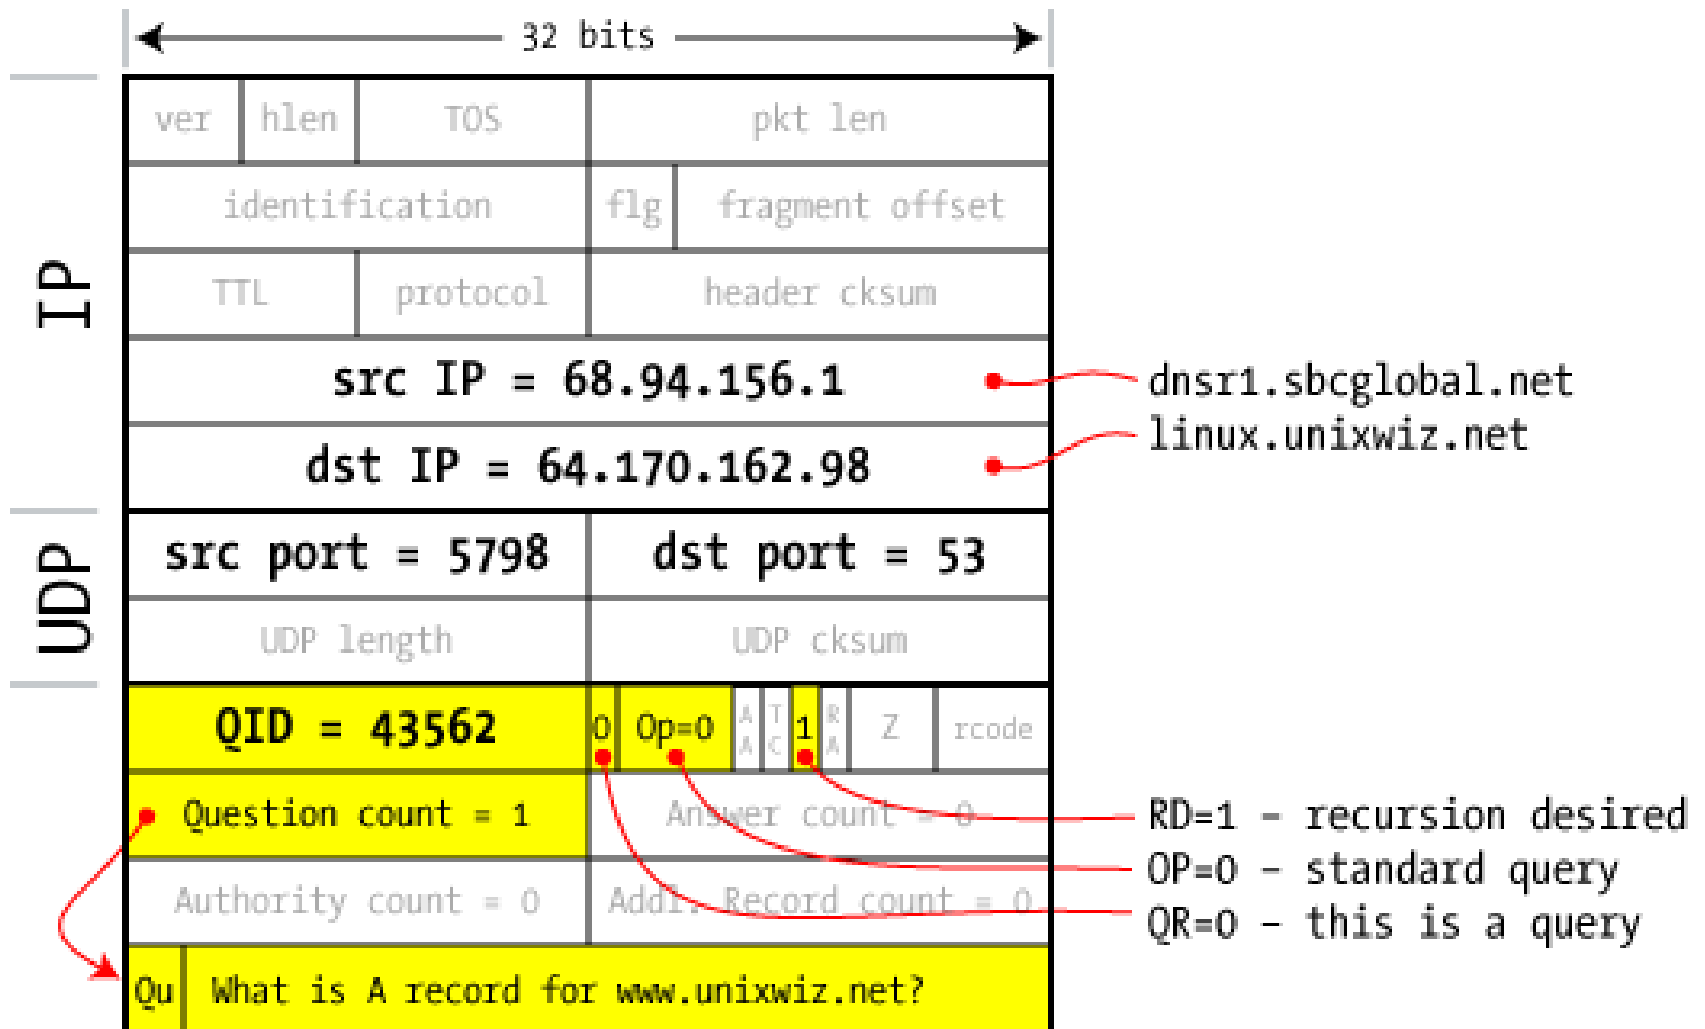 32 bits
ver hlen TOS pkt len
identification flg fragment offset
TTL protocol header cksum
IP
src IP = 68.94.156.1 dnsr1.sbcglobal.net
dst IP = 64.170.162.98 linux.unixwiz.net
UDP
src port = 5798 dst port = 53
UDP length UDP cksum
QID = 43562 0 Op=0 AA TC 1 RA Z rcode
Question count = 1 Answer count = 0 RD=1 – recursion desired
OP=0 – standard query
Authority count = 0 Addl. Record count = 0 QR=0 – this is a query
Qu What is A record for www.unixwiz.net?